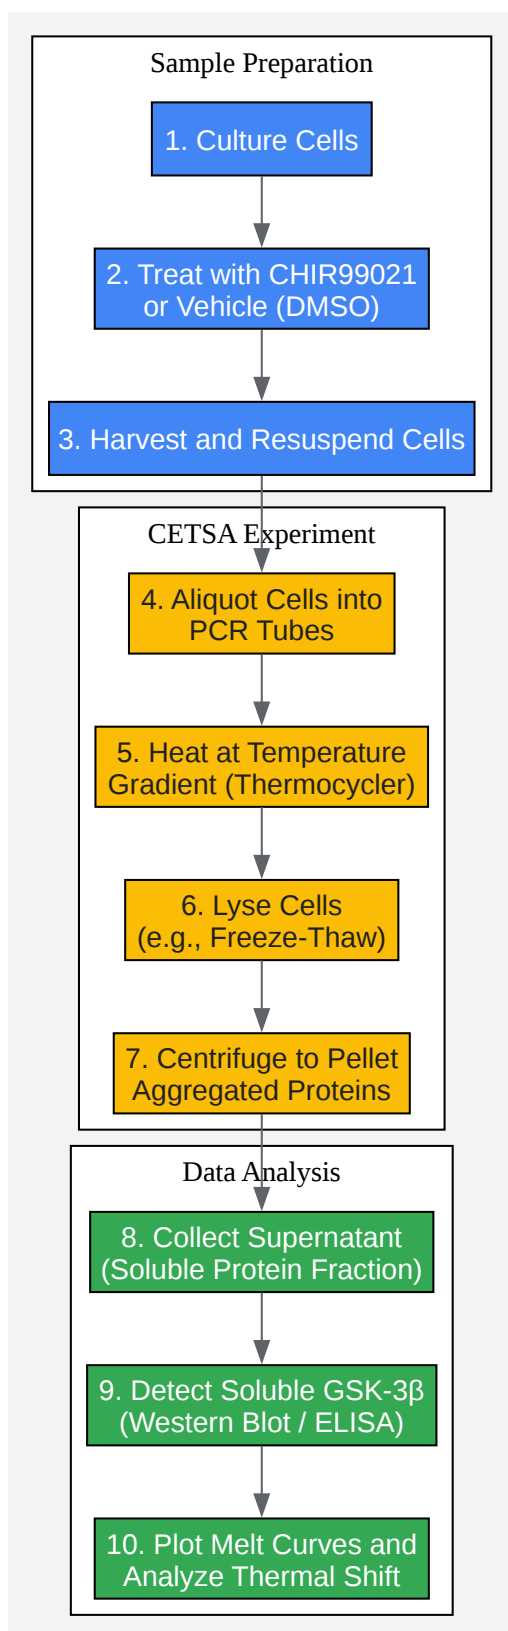 Sample Preparation
1. Culture Cells
2. Treat with CHIR99021
or Vehicle (DMSO)
3. Harvest and Resuspend Cells
CETSA Experiment
4. Aliquot Cells into
PCR Tubes
5. Heat at Temperature
Gradient (Thermocycler)
6. Lyse Cells
(e.g., Freeze-Thaw)
7. Centrifuge to Pellet
Aggregated Proteins
Data Analysis
8. Collect Supernatant
(Soluble Protein Fraction)
9. Detect Soluble GSK-3β
(Western Blot / ELISA)
10. Plot Melt Curves and
Analyze Thermal Shift